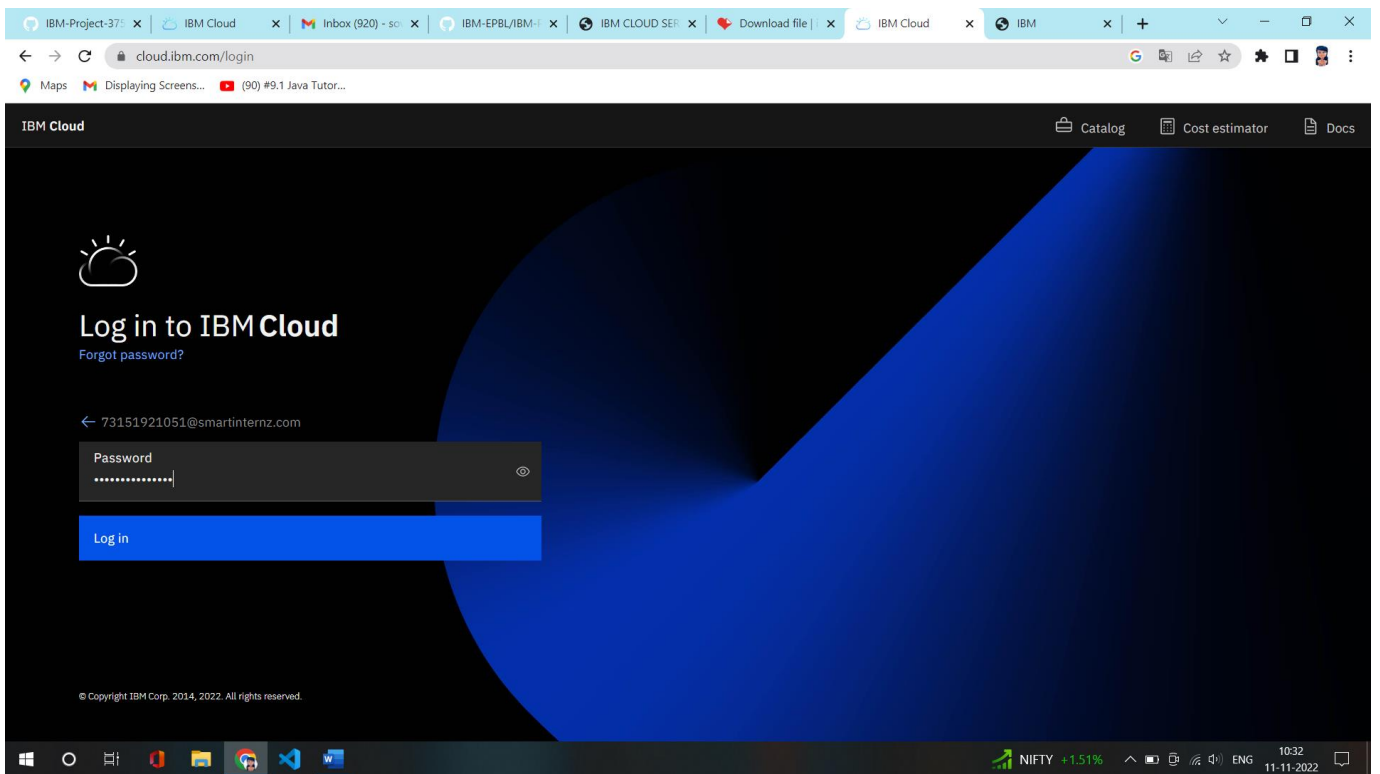 IBM-Project-375
IBM Cloud
Inbox (920) - so
IBM-EPBL/IBM-
IBM CLOUD SER
Download file |
IBM Cloud
IBM
cloud.ibm.com/login
Maps
Displaying Screens...
(90) #9.1 Java Tutor...
IBM Cloud
Catalog
Cost estimator
Docs
Log in to IBM Cloud
Forgot password?
← 73151921051@smartinternz.com
Password
•••••••••••••••
Log in
© Copyright IBM Corp. 2014, 2022. All rights reserved.
NIFTY +1.51%
ENG
10:32
11-11-2022